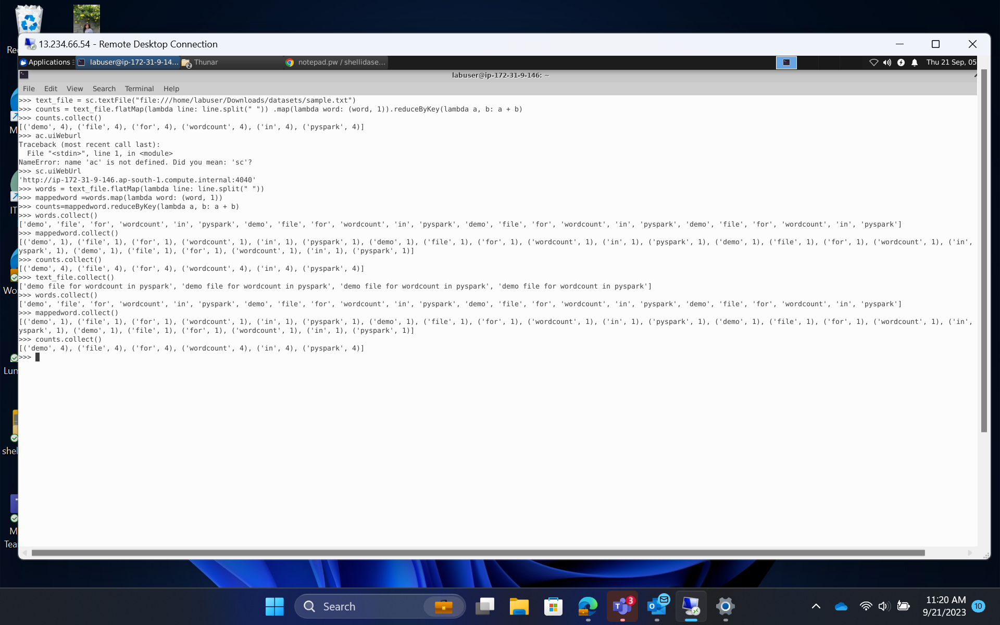 13.234.66.54 - Remote Desktop Connection
Applications labuser@ip-172-31-9-14... Thunar notepad.pw / shellidase... Thu 21 Sep, 05
labuser@ip-172-31-9-146: ~
File Edit View Search Terminal Help
>>> text_file = sc.textFile("file:///home/labuser/Downloads/datasets/sample.txt")
>>> counts = text_file.flatMap(lambda line: line.split(" ")) .map(lambda word: (word, 1)).reduceByKey(lambda a, b: a + b)
>>> counts.collect()
[('demo', 4), ('file', 4), ('for', 4), ('wordcount', 4), ('in', 4), ('pyspark', 4)]
>>> ac.uiWeburl
Traceback (most recent call last):
File "<stdin>", line 1, in <module>
NameError: name 'ac' is not defined. Did you mean: 'sc'?
>>> sc.uiWebUrl
'http://ip-172-31-9-146.ap-south-1.compute.internal:4040'
>>> words = text_file.flatMap(lambda line: line.split(" "))
>>> mappedword =words.map(lambda word: (word, 1))
>>> counts=mappedword.reduceByKey(lambda a, b: a + b)
>>> words.collect()
['demo', 'file', 'for', 'wordcount', 'in', 'pyspark', 'demo', 'file', 'for', 'wordcount', 'in', 'pyspark', 'demo', 'file', 'for', 'wordcount', 'in', 'pyspark', 'demo', 'file', 'for', 'wordcount', 'in', 'pyspark']
>>> mappedword.collect()
[('demo', 1), ('file', 1), ('for', 1), ('wordcount', 1), ('in', 1), ('pyspark', 1), ('demo', 1), ('file', 1), ('for', 1), ('wordcount', 1), ('in', 1), ('pyspark', 1), ('demo', 1), ('file', 1), ('for', 1), ('wordcount', 1), ('in',
yspark', 1), ('demo', 1), ('file', 1), ('for', 1), ('wordcount', 1), ('in', 1), ('pyspark', 1)]
>>> counts.collect()
[('demo', 4), ('file', 4), ('for', 4), ('wordcount', 4), ('in', 4), ('pyspark', 4)]
>>> text_file.collect()
['demo file for wordcount in pyspark', 'demo file for wordcount in pyspark', 'demo file for wordcount in pyspark', 'demo file for wordcount in pyspark']
>>> words.collect()
['demo', 'file', 'for', 'wordcount', 'in', 'pyspark', 'demo', 'file', 'for', 'wordcount', 'in', 'pyspark', 'demo', 'file', 'for', 'wordcount', 'in', 'pyspark', 'demo', 'file', 'for', 'wordcount', 'in', 'pyspark']
>>> mappedword.collect()
[('demo', 1), ('file', 1), ('for', 1), ('wordcount', 1), ('in', 1), ('pyspark', 1), ('demo', 1), ('file', 1), ('for', 1), ('wordcount', 1), ('in', 1), ('pyspark', 1), ('demo', 1), ('file', 1), ('for', 1), ('wordcount', 1), ('in',
yspark', 1), ('demo', 1), ('file', 1), ('for', 1), ('wordcount', 1), ('in', 1), ('pyspark', 1)]
>>> counts.collect()
[('demo', 4), ('file', 4), ('for', 4), ('wordcount', 4), ('in', 4), ('pyspark', 4)]
>>>
Rec
M
IT
Wo
Lum
shel
M
Tea
Search
3
11:20 AM
9/21/2023
10